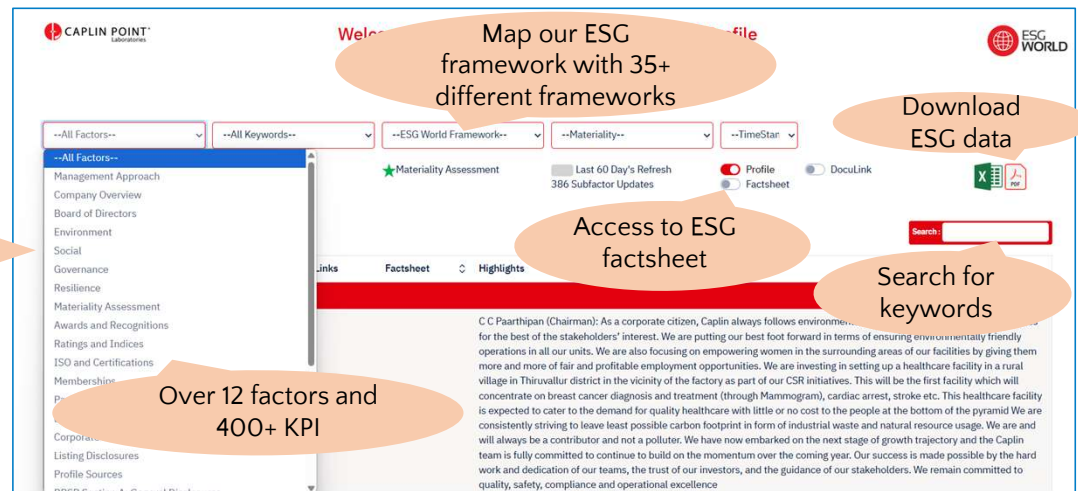 CAPLIN POINT
Laboratories
Map our ESG
framework with 35+
different frameworks
ESG
WORLD
Download
ESG data
--All Factors--
--All Keywords--
--ESG World Framework--
--Materiality--
--TimeStar
--All Factors--
Management Approach
Company Overview
Board of Directors
Environment
Social
Governance
Resilience
Materiality Assessment
Awards and Recognitions
Ratings and Indices
ISO and Certifications
Memberships
Corporate
Listing Disclosures
Profile Sources
Materiality Assessment
Last 60 Day's Refresh
386 Subfactor Updates
Profile
Factsheet
DocuLink
PDF
Access to ESG
factsheet
Search :
Search for
keywords
Links
Factsheet
Highlights
Over 12 factors and
400+ KPI
C C Paarthipan (Chairman): As a corporate citizen, Caplin always follows
for the best of the stakeholders' interest. We are putting our best foot forward in terms of ensuring environmentally friendly
operations in all our units. We are also focusing on empowering women in the surrounding areas of our facilities by giving them
more and more of fair and profitable employment opportunities. We are investing in setting up a healthcare facility in a rural
village in Thiruvallur district in the vicinity of the factory as part of our CSR initiatives. This will be the first facility which will
concentrate on breast cancer diagnosis and treatment (through Mammogram), cardiac arrest, stroke etc. This healthcare facility
is expected to cater to the demand for quality healthcare with little or no cost to the people at the bottom of the pyramid We are
consistently striving to leave least possible carbon footprint in form of industrial waste and natural resource usage. We are and
will always be a contributor and not a polluter. We have now embarked on the next stage of growth trajectory and the Caplin
team is fully committed to continue to build on the momentum over the coming year. Our success is made possible by the hard
work and dedication of our teams, the trust of our investors, and the guidance of our stakeholders. We remain committed to
quality, safety, compliance and operational excellence